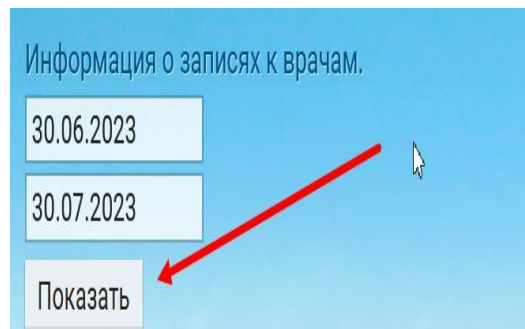 Информация о записях к врачам.
30.06.2023
30.07.2023
Показать